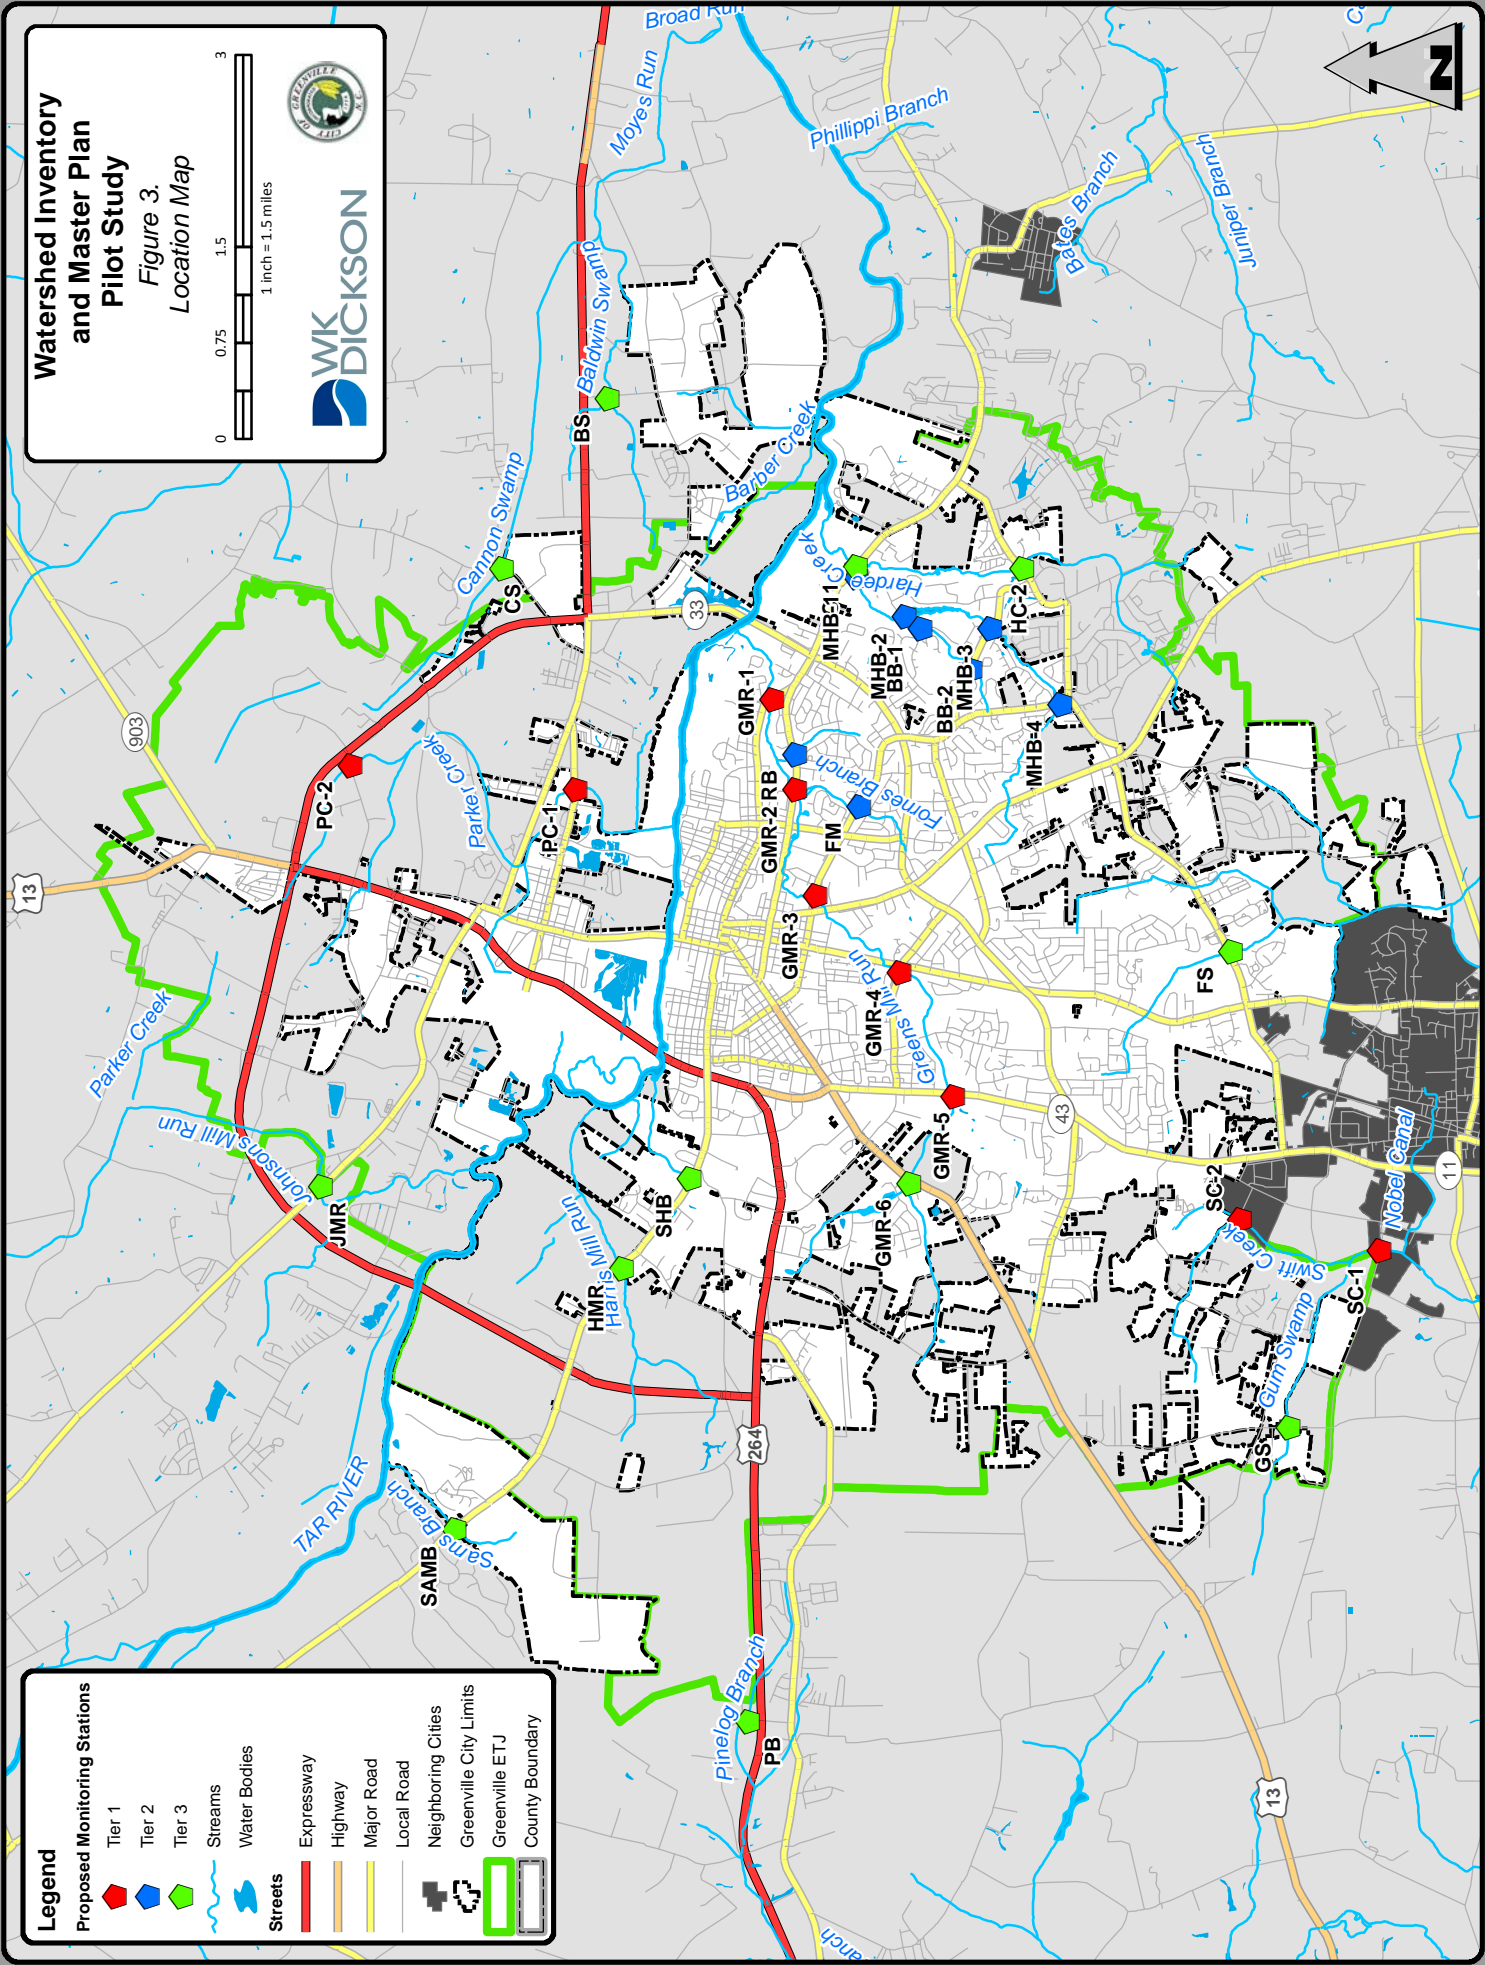 Watershed Inventory
and Master Plan
Pilot Study
Figure 3.
Location Map
0 0.75 1.5 3
1 inch = 1.5 miles
WK
DICKSON
CITY OF GREENVILLE N.C.
N
Legend
Proposed Monitoring Stations
Tier 1
Tier 2
Tier 3
Streams
Water Bodies
Streets
Expressway
Highway
Major Road
Local Road
Neighboring Cities
Greenville City Limits
Greenville ETJ
County Boundary
Broad Run
Moyes Run
Phillippi Branch
Bates Branch
Juniper Branch
Baldwin Swamp
BS
Cannon Swamp
CS
Barber Creek
33
903
13
PC-2
Parker Creek
PC-1
Parker Creek
Johnsons Mill Run
JMR
TAR RIVER
Sams Branch
SAMB
Harris Mill Run
HMR
SHB
264
Pinelog Branch
PB
Hardee Creek
MHB-1
1
HC-2
MHB-2
BB-1
BB-2
MHB-3
MHB-4
GMR-1
GMR-2
RB
Fornes Branch
FM
GMR-3
GMR-4
Greens Mill Run
GMR-5
GMR-6
43
FS
SC-2
Swift Creek
SC-1
Nobel Canal
11
Gum Swamp
GS
13